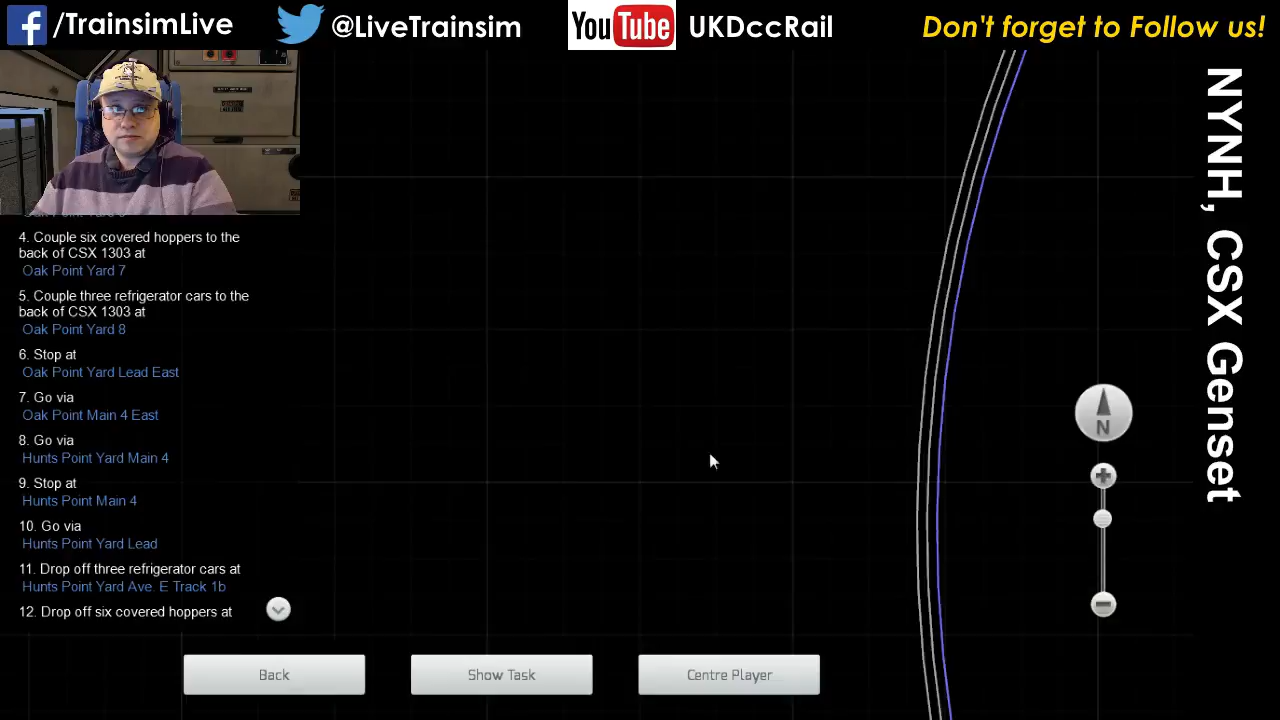 /TrainsimLive
@LiveTrainsim
YouTube
UKDccRail
Don't forget to Follow us!
NYNH, CSX Genset
4. Couple six covered hoppers to the
back of CSX 1303 at
Oak Point Yard 7
5. Couple three refrigerator cars to the
back of CSX 1303 at
Oak Point Yard 8
6. Stop at
Oak Point Yard Lead East
7. Go via
Oak Point Main 4 East
8. Go via
Hunts Point Yard Main 4
9. Stop at
Hunts Point Main 4
10. Go via
Hunts Point Yard Lead
11. Drop off three refrigerator cars at
Hunts Point Yard Ave. E Track 1b
12. Drop off six covered hoppers at
N
Back
Show Task
Centre Player